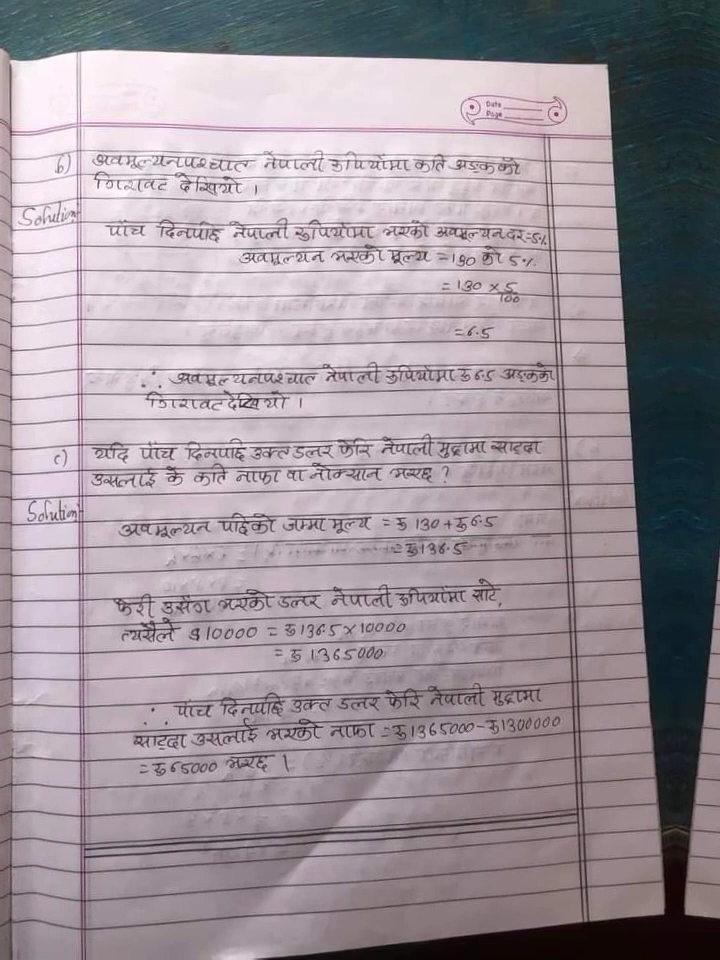 Date
Page
b) अवमूल्यनपश्चात नेपाली रुपियाँमा कति अङ्कको
गिरावट देखियो ।
Solution:
पाँच दिनपछि नेपाली रुपियाँमा भएको अवमूल्यन दर = 5%
अवमूल्यन भएको मूल्य = 130 को 5%
= 130 × 5/100
= 6.5
∴ अवमूल्यनपश्चात नेपाली रुपियाँमा रु 6.5 अङ्कको
गिरावट देखियो ।
c) यदि पाँच दिनपछि उक्त डलर फेरि नेपाली मुद्रामा साट्दा
उसलाई के कति नाफा वा नोक्सान भएछ ?
Solution:
अवमूल्यन पछिको जम्मा मूल्य = रु 130 + रु 6.5
= रु 136.5
फेरी उसँग भएको डलर नेपाली रुपियाँमा साटे,
त्यसैले $ 10000 = रु 136.5 × 10000
= रु 1365000
∴ पाँच दिनपछि उक्त डलर फेरि नेपाली मुद्रामा
साट्दा उसलाई भएको नाफा = रु 1365000 - रु 1300000
= रु 65000 भएछ ।